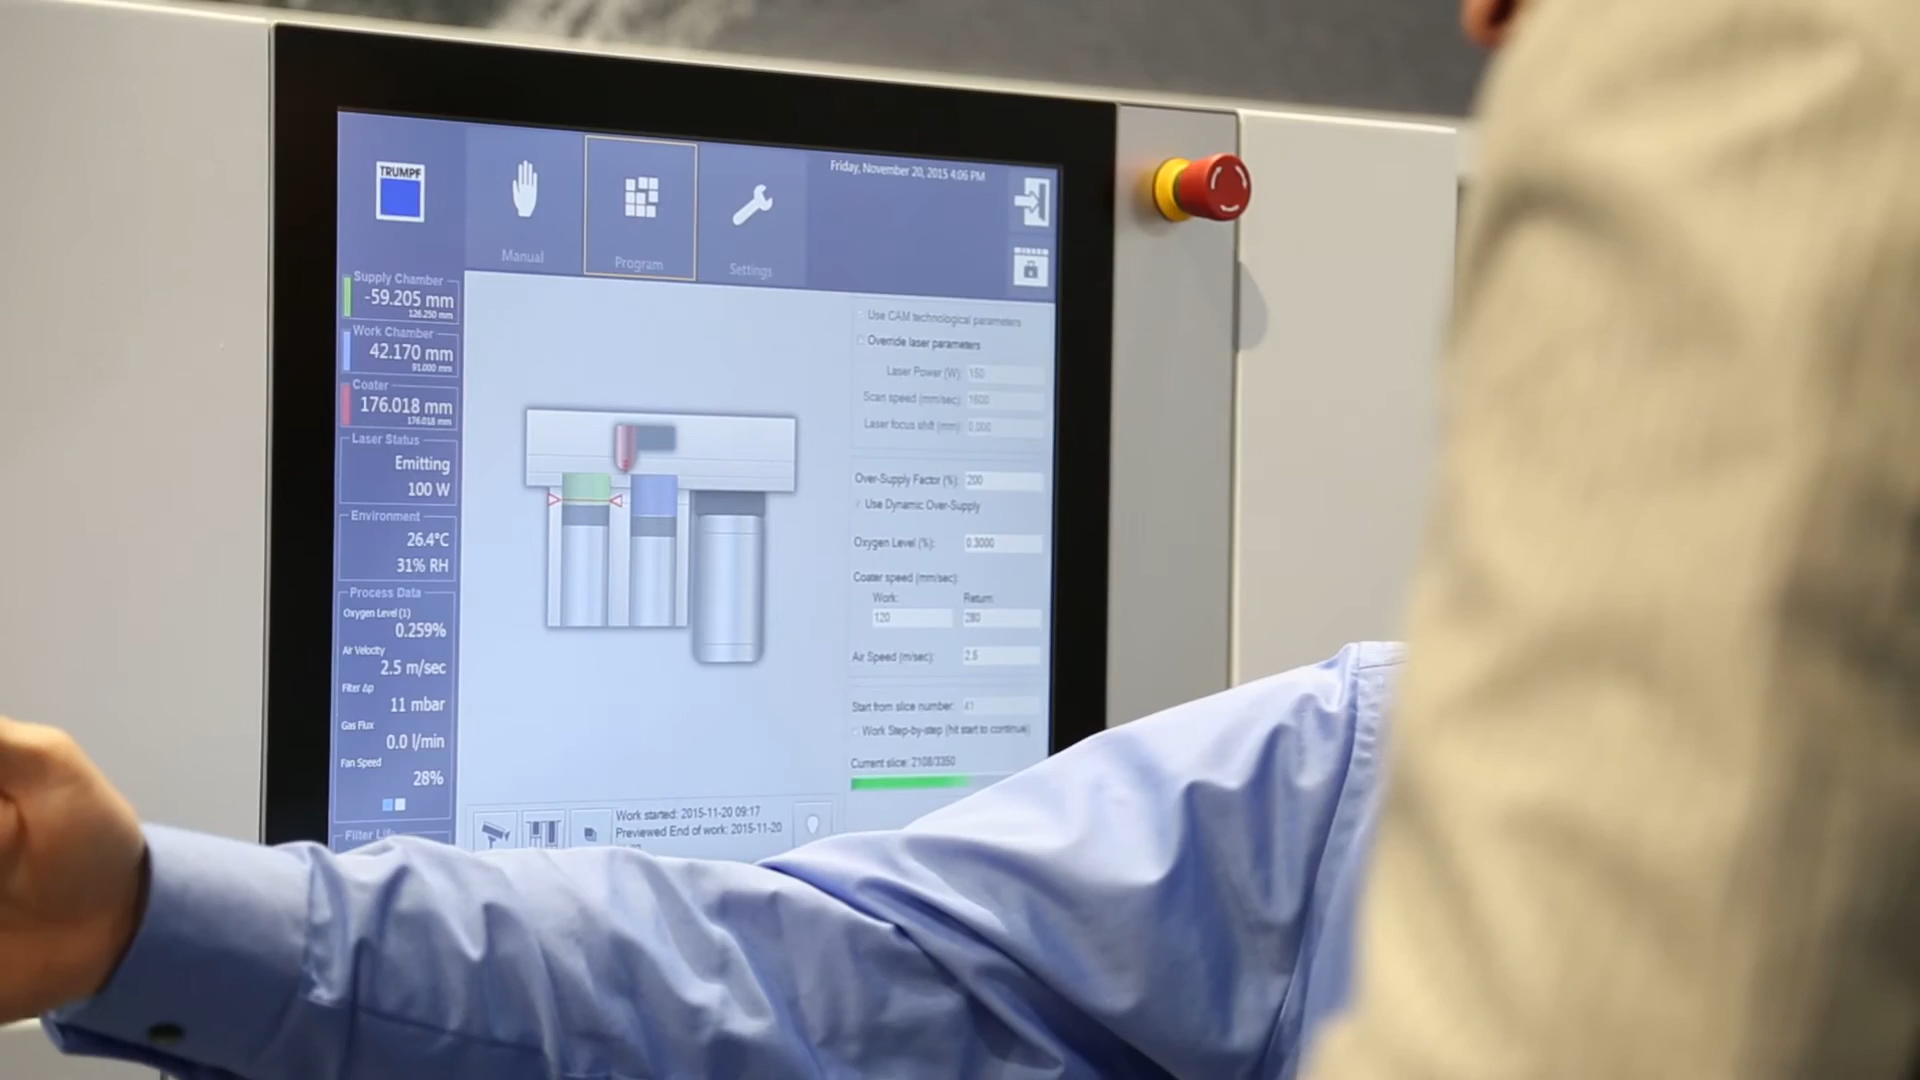 TRUMPF
Manual
Program
Settings
Friday, November 20, 2015 4:06 PM
Supply Chamber
-59.205 mm
126.250 mm
Work Chamber
42.170 mm
91.000 mm
Coater
176.018 mm
176.018 mm
Laser Status
Emitting
100 W
Environment
26.4°C
31% RH
Process Data
Oxygen Level (1)
0.259%
Air Velocity
2.5 m/sec
Filter Δp
11 mbar
Gas Flux
0.0 l/min
Fan Speed
28%
Filter
Use CAM technological parameters
Override laser parameters
Laser Power (W): 150
Scan speed (mm/sec): 1600
Laser focus shift (mm): 0,000
Over-Supply Factor (%): 200
Use Dynamic Over-Supply
Oxygen Level (%): 0.3000
Coater speed (mm/sec):
Work: Return:
120 280
Air Speed (m/sec): 2.5
Start from slice number: 41
Work Step-by-step (hit start to continue)
Current slice: 2108/3350
Work started: 2015-11-20 09:17
Previewed End of work: 2015-11-20